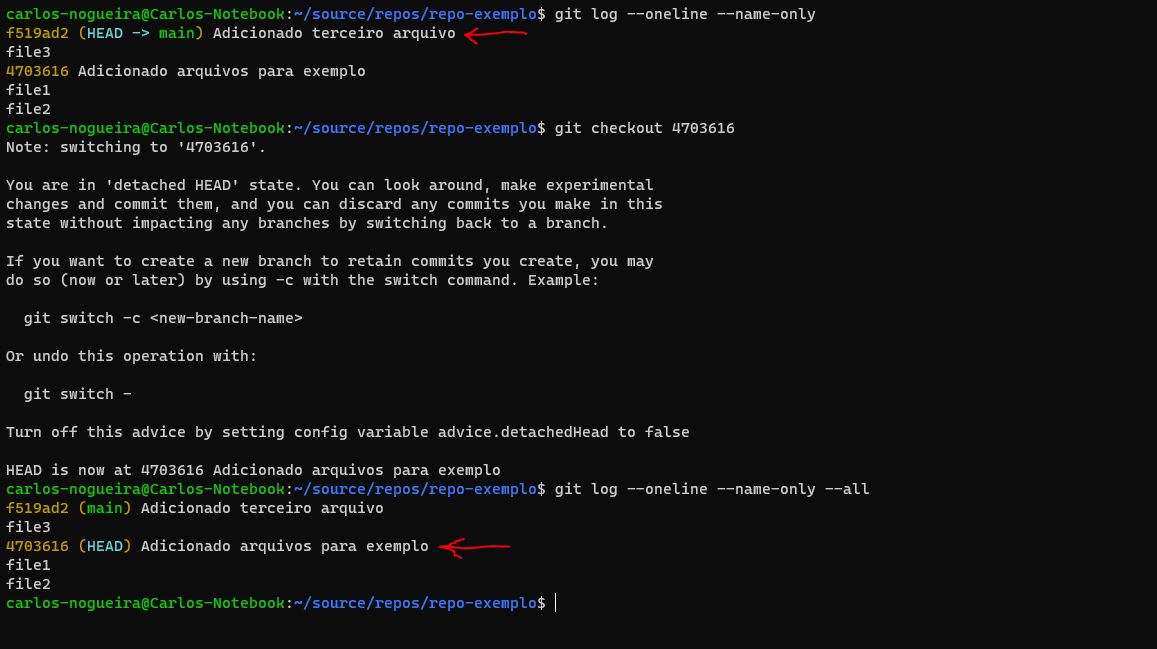 carlos-nogueira@Carlos-Notebook:~/source/repos/repo-exemplo$ git log --oneline --name-only
f519ad2 (HEAD -> main) Adicionado terceiro arquivo
file3
4703616 Adicionado arquivos para exemplo
file1
file2
carlos-nogueira@Carlos-Notebook:~/source/repos/repo-exemplo$ git checkout 4703616
Note: switching to '4703616'.
You are in 'detached HEAD' state. You can look around, make experimental
changes and commit them, and you can discard any commits you make in this
state without impacting any branches by switching back to a branch.
If you want to create a new branch to retain commits you create, you may
do so (now or later) by using -c with the switch command. Example:
git switch -c <new-branch-name>
Or undo this operation with:
git switch -
Turn off this advice by setting config variable advice.detachedHead to false
HEAD is now at 4703616 Adicionado arquivos para exemplo
carlos-nogueira@Carlos-Notebook:~/source/repos/repo-exemplo$ git log --oneline --name-only --all
f519ad2 (main) Adicionado terceiro arquivo
file3
4703616 (HEAD) Adicionado arquivos para exemplo
file1
file2
carlos-nogueira@Carlos-Notebook:~/source/repos/repo-exemplo$